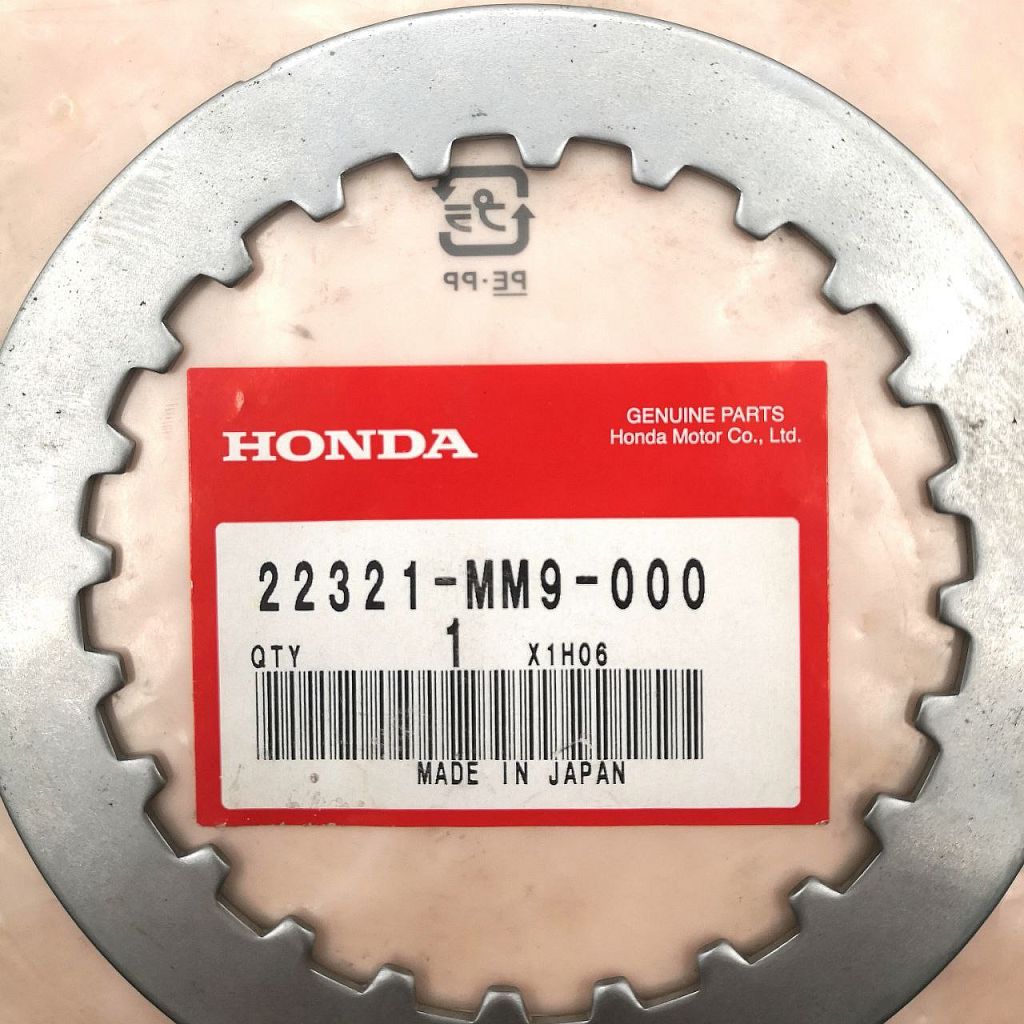 プラ
PE・PP
HONDA
GENUINE PARTS
Honda Motor Co., Ltd.
22321-MM9-000
QTY 1 X1H06
MADE IN JAPAN